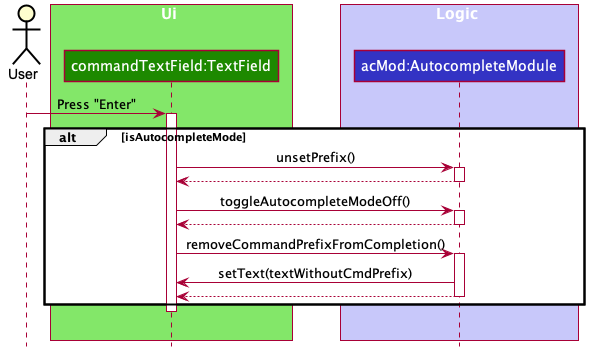 Ui
Logic
commandTextField:TextField
acMod:AutocompleteModule
User
Press "Enter"
alt
[isAutocompleteMode]
unsetPrefix()
toggleAutocompleteModeOff()
removeCommandPrefixFromCompletion()
setText(textWithoutCmdPrefix)